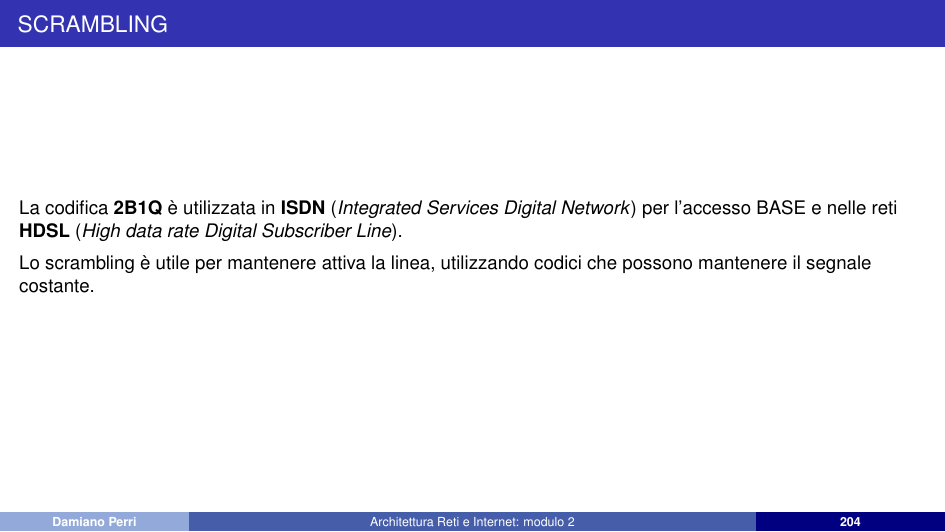 SCRAMBLING
La codifica 2B1Q è utilizzata in ISDN (Integrated Services Digital Network) per l'accesso BASE e nelle reti
HDSL (High data rate Digital Subscriber Line).
Lo scrambling è utile per mantenere attiva la linea, utilizzando codici che possono mantenere il segnale
costante.
Damiano Perri
Architettura Reti e Internet: modulo 2
204